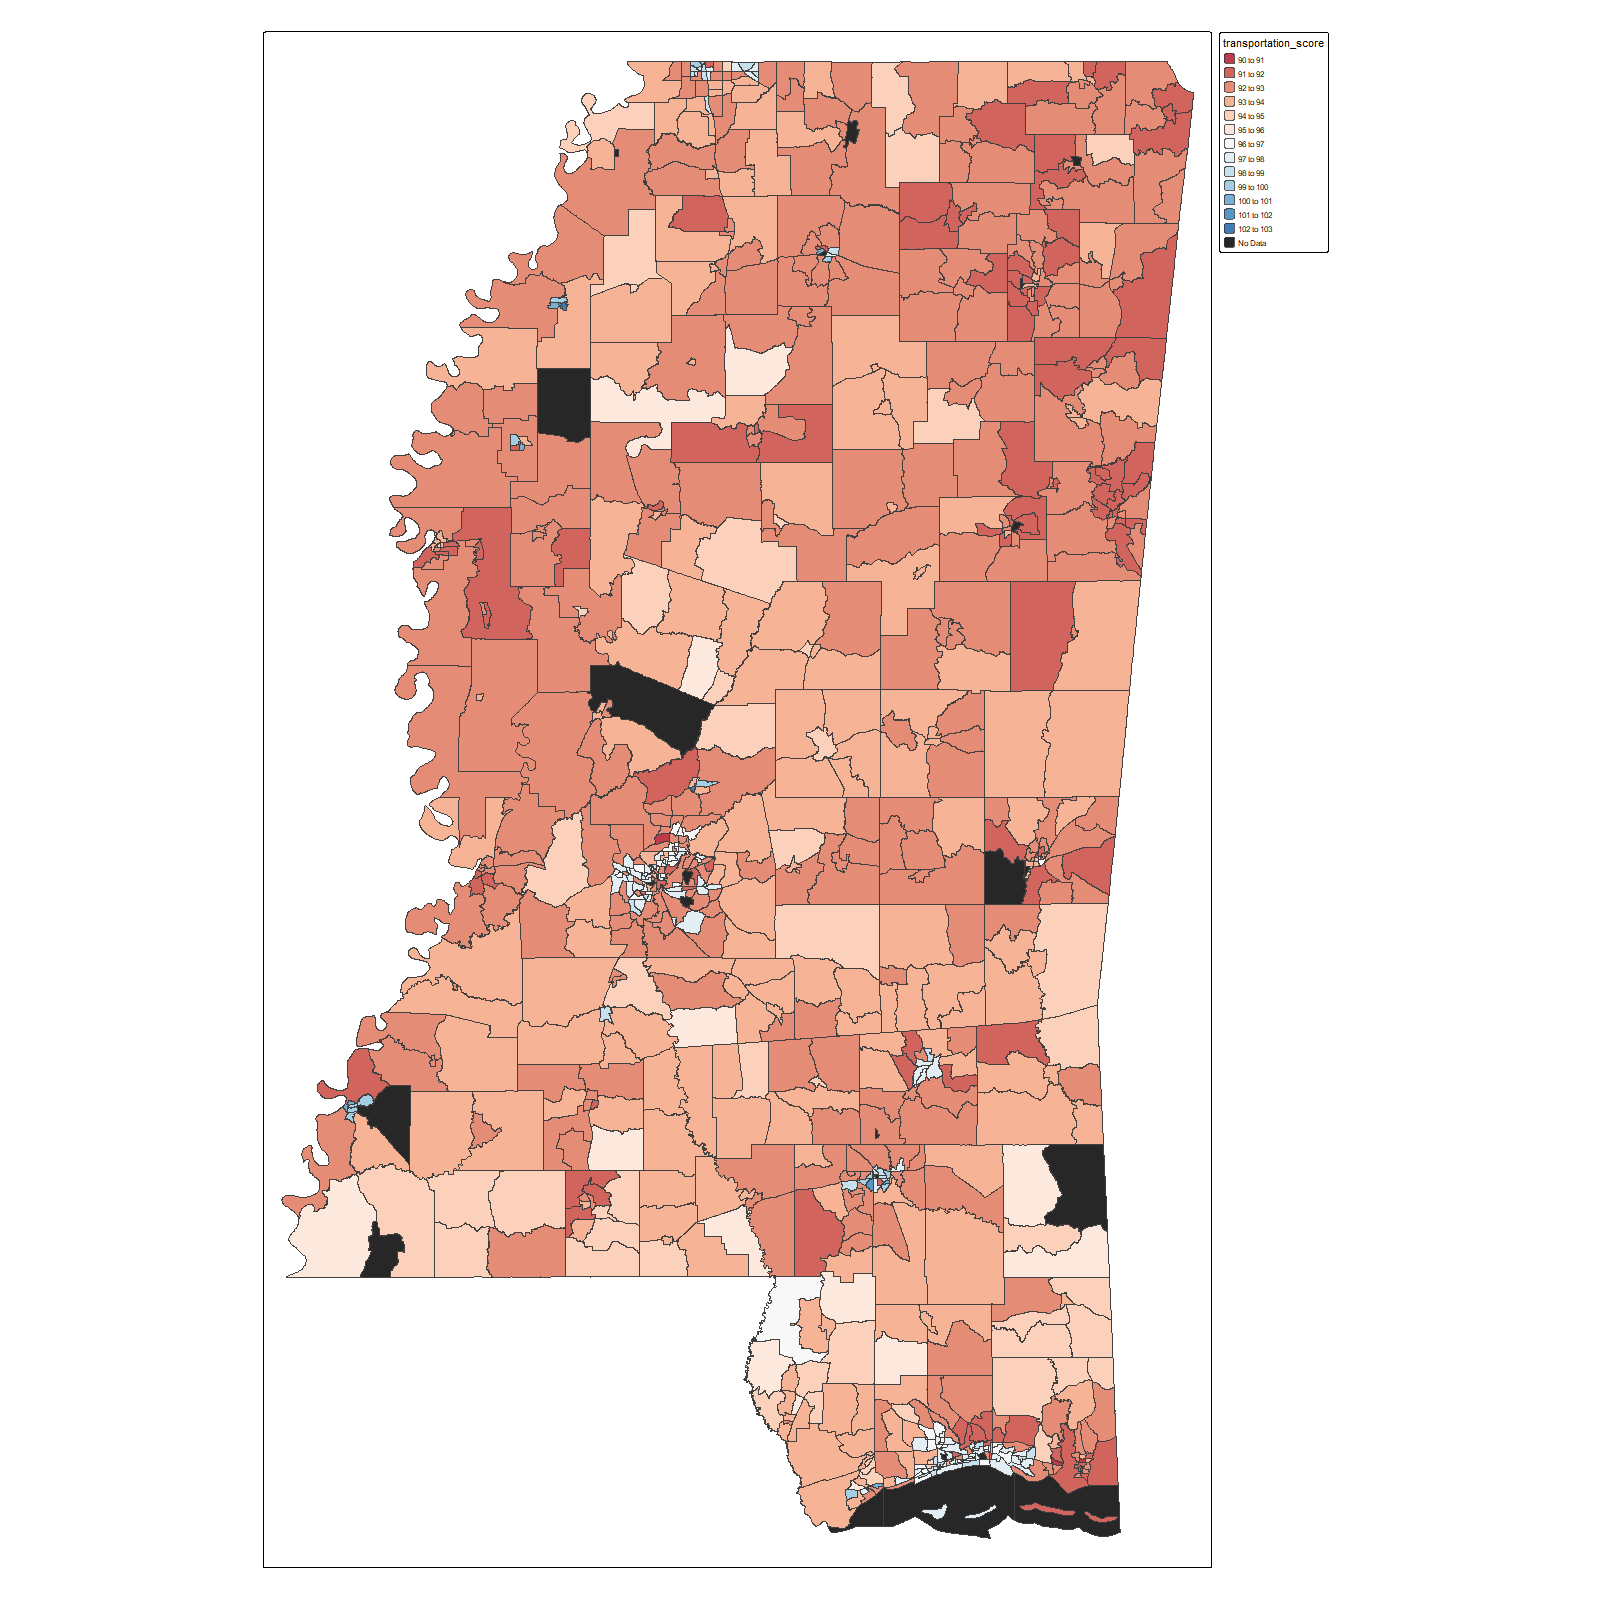 transportation_score
90 to 91
91 to 92
92 to 93
93 to 94
94 to 95
95 to 96
96 to 97
97 to 98
98 to 99
99 to 100
100 to 101
101 to 102
102 to 103
No Data